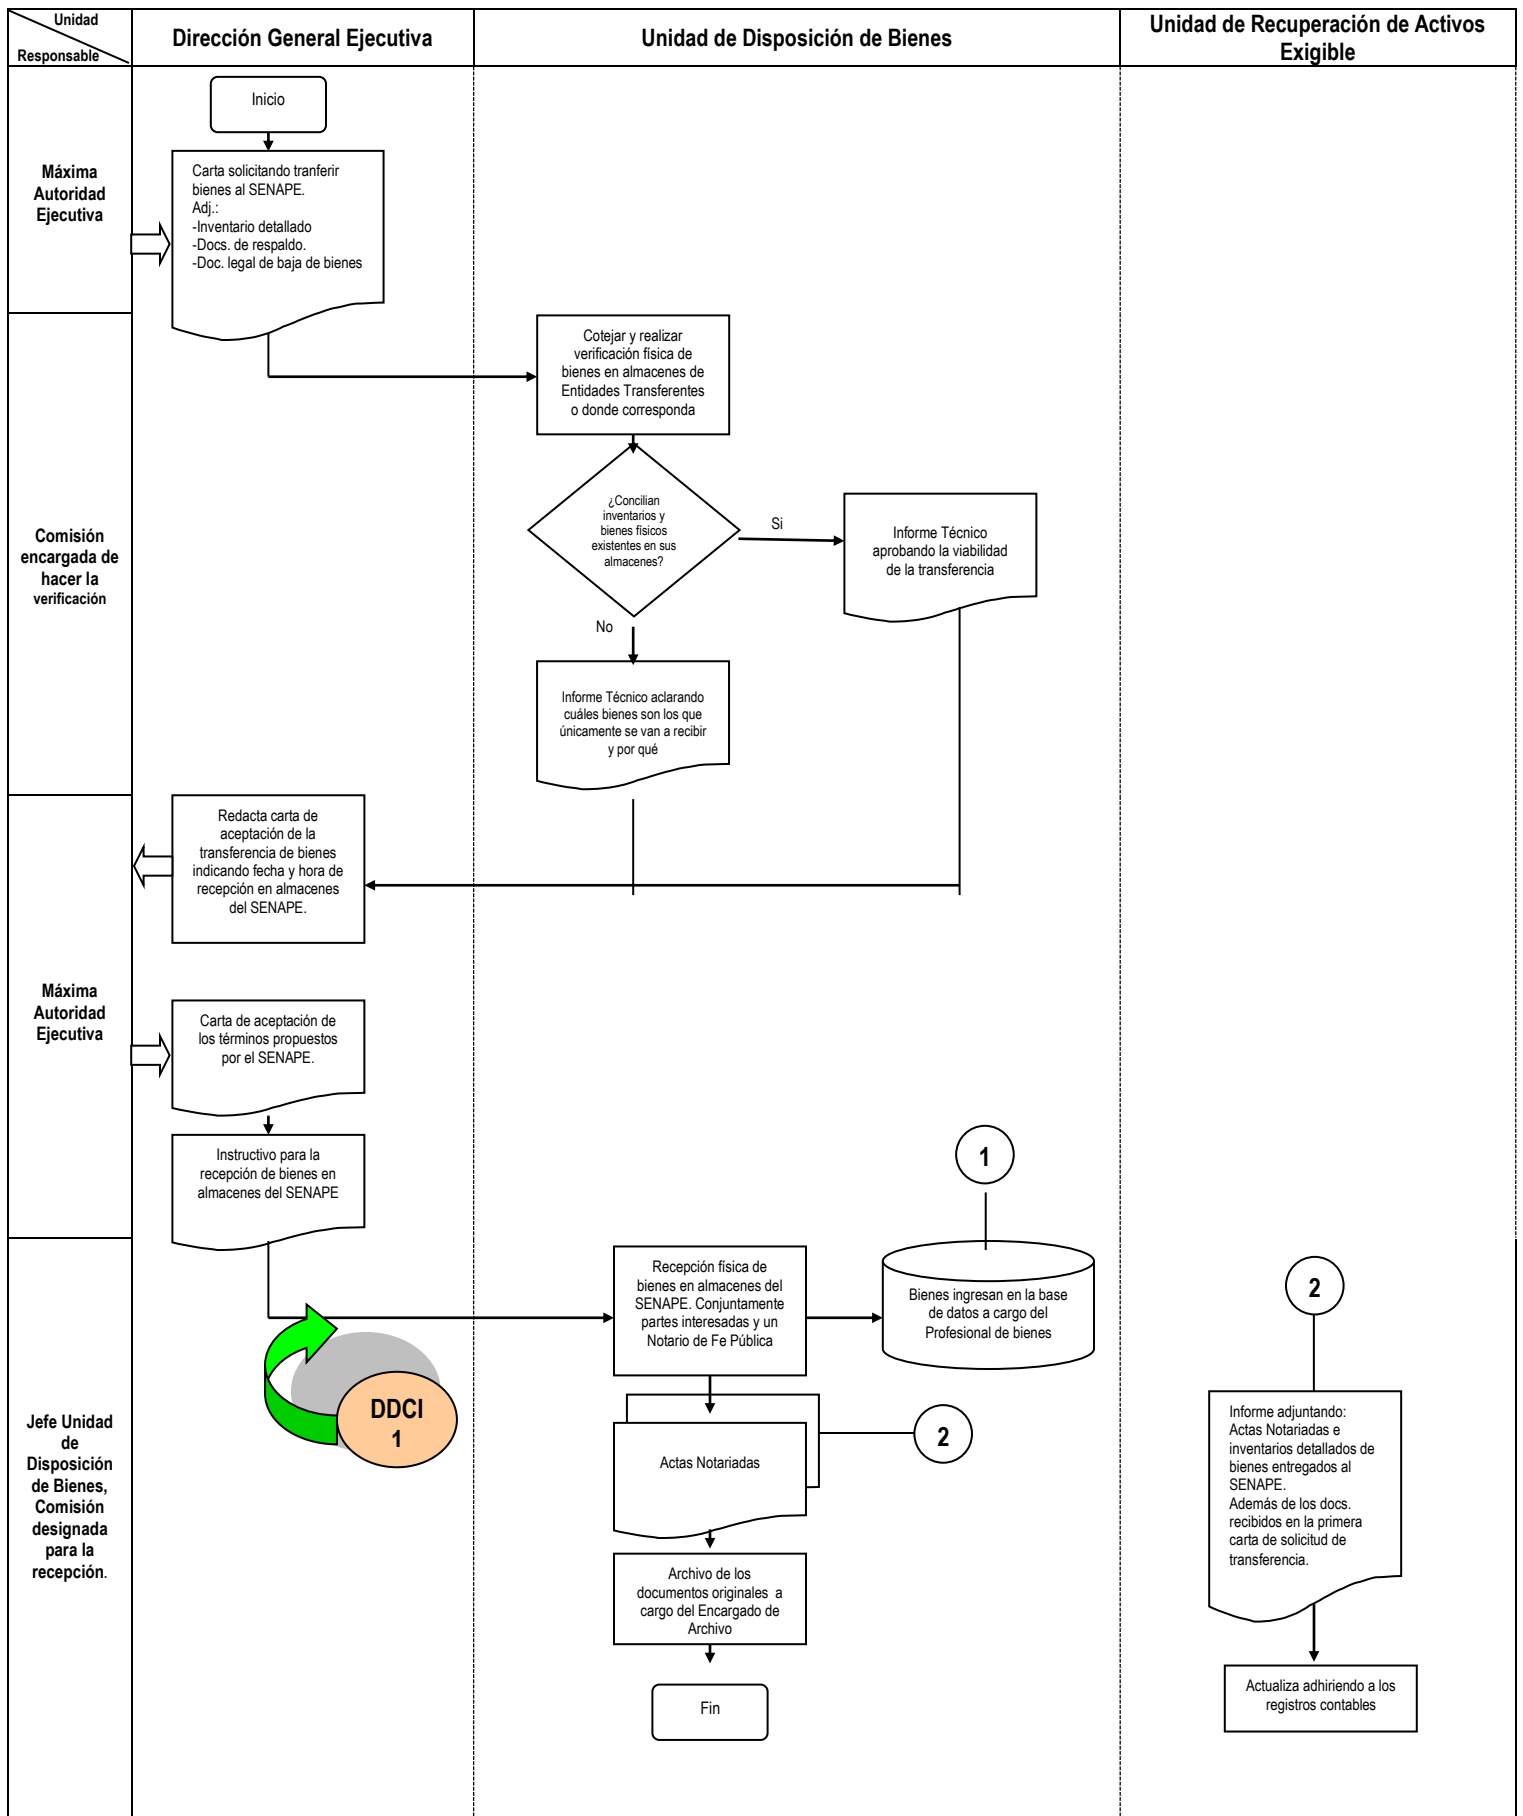 Unidad
Responsable
Dirección General Ejecutiva
Unidad de Disposición de Bienes
Unidad de Recuperación de Activos
Exigible
Máxima
Autoridad
Ejecutiva
Inicio
Carta solicitando tranferir
bienes al SENAPE.
Adj.:
-Inventario detallado
-Docs. de respaldo.
-Doc. legal de baja de bienes
Comisión
encargada de
hacer la
verificación
Cotejar y realizar
verificación física de
bienes en almacenes de
Entidades Transferentes
o donde corresponda
¿Concilian
inventarios y
bienes físicos
existentes en sus
almacenes?
Si
Informe Técnico
aprobando la viabilidad
de la transferencia
No
Informe Técnico aclarando
cuáles bienes son los que
únicamente se van a recibir
y por qué
Máxima
Autoridad
Ejecutiva
Redacta carta de
aceptación de la
transferencia de bienes
indicando fecha y hora de
recepción en almacenes
del SENAPE.
Carta de aceptación de
los términos propuestos
por el SENAPE.
Instructivo para la
recepción de bienes en
almacenes del SENAPE
1
Jefe Unidad
de
Disposición
de Bienes,
Comisión
designada
para la
recepción.
Recepción física de
bienes en almacenes del
SENAPE. Conjuntamente
partes interesadas y un
Notario de Fe Pública
Bienes ingresan en la base
de datos a cargo del
Profesional de bienes
2
DDCI
1
Actas Notariadas
2
Informe adjuntando:
Actas Notariadas e
inventarios detallados de
bienes entregados al
SENAPE.
Además de los docs.
recibidos en la primera
carta de solicitud de
transferencia.
Archivo de los
documentos originales a
cargo del Encargado de
Archivo
Fin
Actualiza adhiriendo a los
registros contables